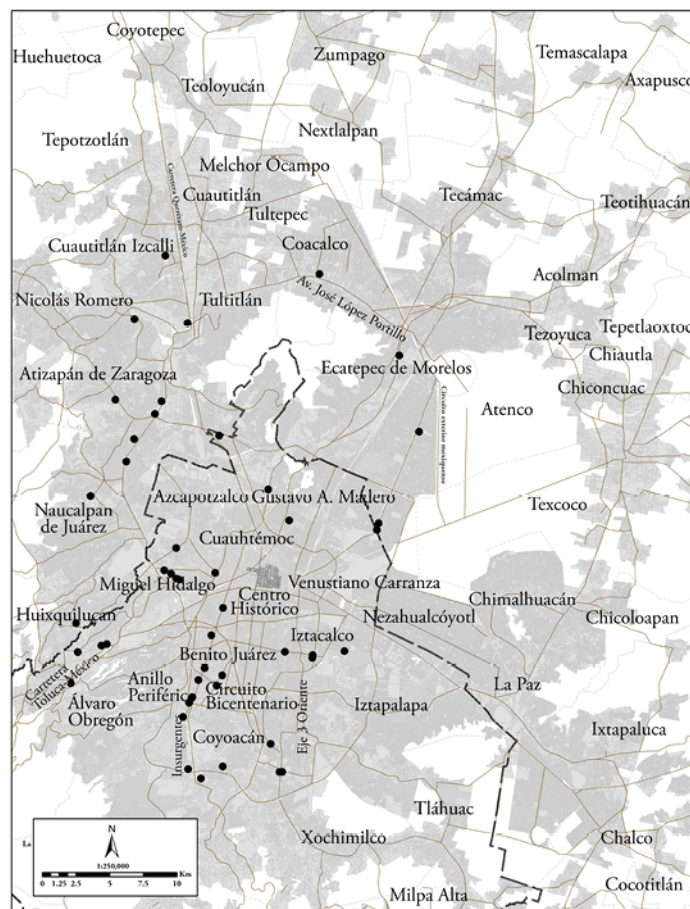 Coyotepec
Huehuetoca
Zumpago
Temascalapa
Axapusco
Teoloyucán
Nextlalpan
Tepotzotlán
Melchor Ocampo
Carretera Querétaro-México
Cuautitlán
Tecámac
Teotihuacán
Tultepec
Cuautitlán Izcalli
Coacalco
Acolman
Nicolás Romero
Tultitlán
Av. José López Portillo
Tepetlaoxtoc
Tezoyuca
Chiautla
Atizapán de Zaragoza
Ecatepec de Morelos
Chiconcuac
Circuito exterior mexiquense
Atenco
Azcapotzalco
Gustavo A. Madero
Naucalpan
de Juárez
Texcoco
Cuauhtémoc
Miguel Hidalgo
Venustiano Carranza
Centro
Histórico
Chimalhuacán
Huixquilucan
Nezahualcóyotl
Chicoloapan
Iztacalco
Benito Juárez
Carretera
Toluca-México
Anillo
Periférico
Circuito
Bicentenario
La Paz
Álvaro
Obregón
Iztapalapa
Eje 3 Oriente
Insurgentes
Coyoacán
Ixtapaluca
Tláhuac
Xochimilco
Chalco
La
N
1:250,000
0 1.25 2.5 5 7.5 10 Km
Milpa Alta
Cocotitlán